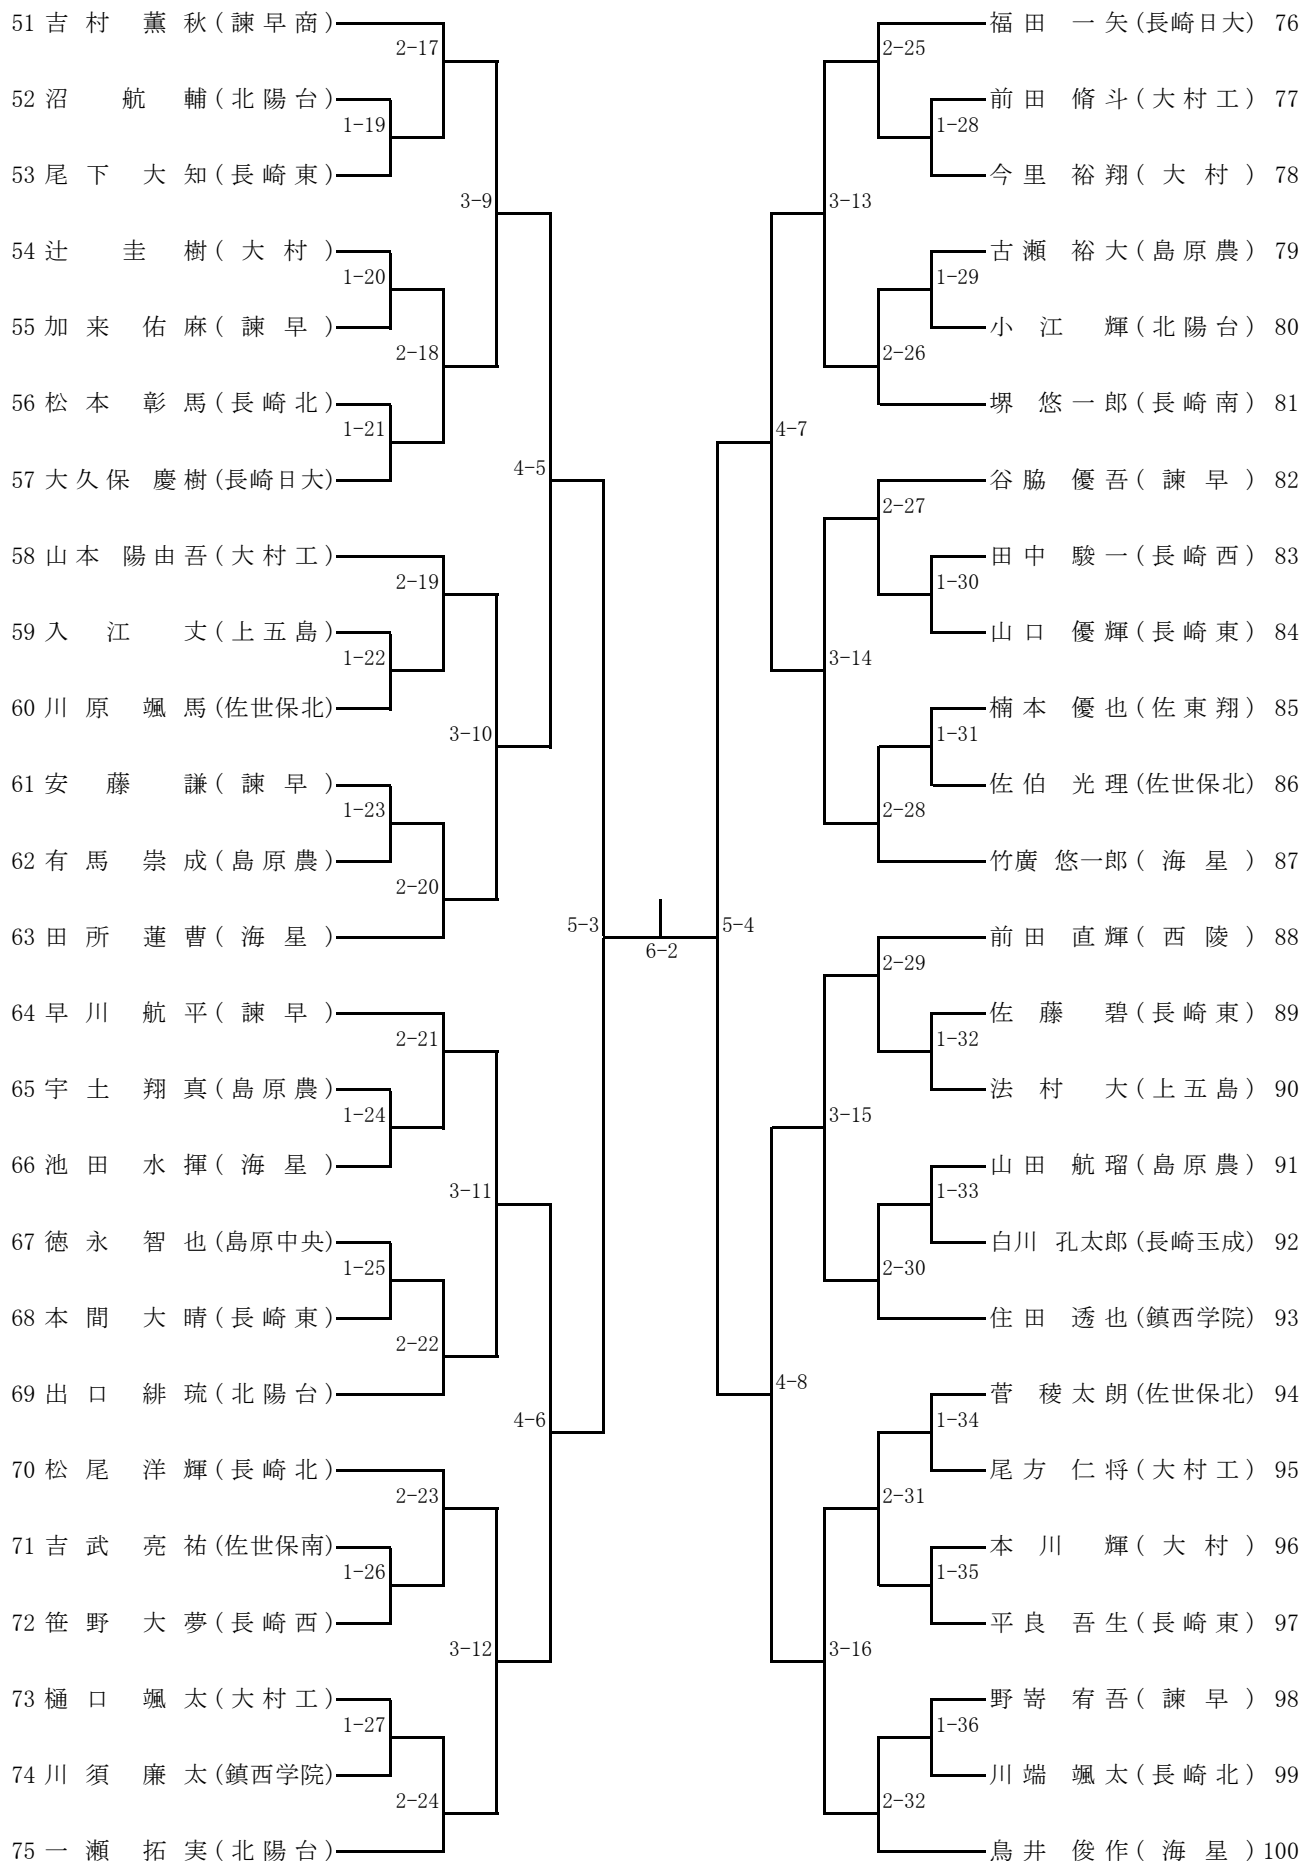 51 吉村 薫秋 (諫早商)
2-17
52 沼 航輔 (北陽台)
1-19
53 尾下 大知 (長崎東)
3-9
54 辻 圭樹 (大村)
1-20
55 加来 佑麻 (諫早)
2-18
56 松本 彰馬 (長崎北)
1-21
57 大久保 慶樹 (長崎日大)
4-5
58 山本 陽由吾 (大村工)
2-19
59 入江 丈 (上五島)
1-22
60 川原 颯馬 (佐世保北)
3-10
61 安藤 謙 (諫早)
1-23
62 有馬 崇成 (島原農)
2-20
63 田所 蓮曹 (海星)
5-3
6-2
64 早川 航平 (諫早)
2-21
65 宇土 翔真 (島原農)
1-24
66 池田 水揮 (海星)
3-11
67 徳永 智也 (島原中央)
1-25
68 本間 大晴 (長崎東)
2-22
69 出口 緋琉 (北陽台)
4-6
70 松尾 洋輝 (長崎北)
2-23
71 吉武 亮祐 (佐世保南)
1-26
72 笹野 大夢 (長崎西)
3-12
73 樋口 颯太 (大村工)
1-27
74 川須 廉太 (鎮西学院)
2-24
75 一瀬 拓実 (北陽台)
福田 一矢 (長崎日大) 76
2-25
前田 脩斗 (大村工) 77
1-28
今里 裕翔 (大村) 78
3-13
古瀬 裕大 (島原農) 79
1-29
小江 輝 (北陽台) 80
2-26
堺 悠一郎 (長崎南) 81
4-7
谷脇 優吾 (諫早) 82
2-27
田中 駿一 (長崎西) 83
1-30
山口 優輝 (長崎東) 84
3-14
楠本 優也 (佐東翔) 85
1-31
佐伯 光理 (佐世保北) 86
2-28
竹廣 悠一郎 (海星) 87
5-4
前田 直輝 (西陵) 88
2-29
佐藤 碧 (長崎東) 89
1-32
法村 大 (上五島) 90
3-15
山田 航瑠 (島原農) 91
1-33
白川 孔太郎 (長崎玉成) 92
2-30
住田 透也 (鎮西学院) 93
4-8
菅 稜太朗 (佐世保北) 94
1-34
尾方 仁将 (大村工) 95
2-31
本川 輝 (大村) 96
1-35
平良 吾生 (長崎東) 97
3-16
野嵜 宥吾 (諫早) 98
1-36
川端 颯太 (長崎北) 99
2-32
鳥井 俊作 (海星) 100